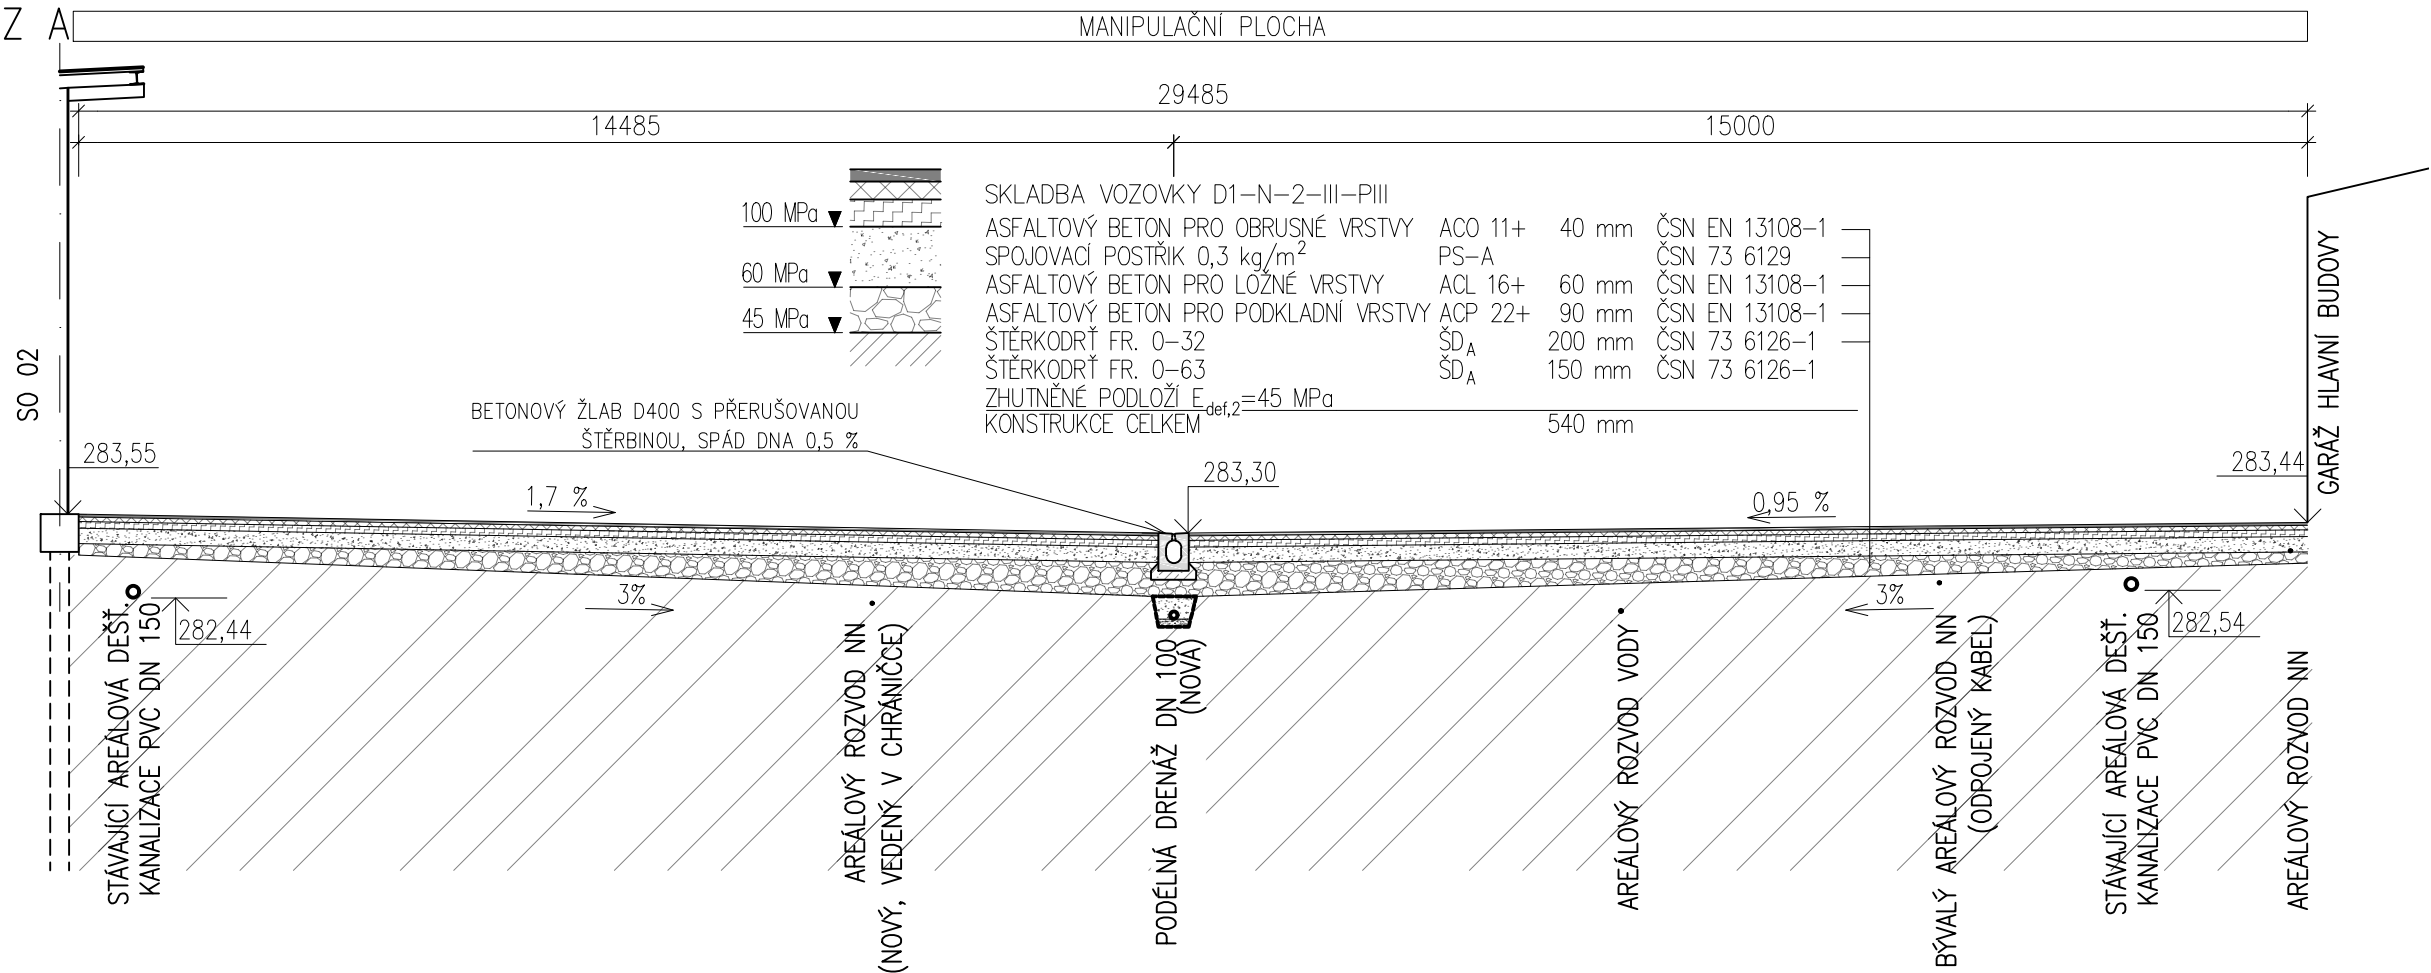 Z A
MANIPULAČNÍ PLOCHA
29485
14485
15000
SKLADBA VOZOVKY D1-N-2-III-PIII
ASFALTOVÝ BETON PRO OBRUSNÉ VRSTVY ACO 11+ 40 mm ČSN EN 13108-1
SPOJOVACÍ POSTŘIK 0,3 kg/m² PS-A ČSN 73 6129
ASFALTOVÝ BETON PRO LOŽNÉ VRSTVY ACL 16+ 60 mm ČSN EN 13108-1
ASFALTOVÝ BETON PRO PODKLADNÍ VRSTVY ACP 22+ 90 mm ČSN EN 13108-1
ŠTĚRKODRŤ FR. 0-32 ŠDA 200 mm ČSN 73 6126-1
ŠTĚRKODRŤ FR. 0-63 ŠDA 150 mm ČSN 73 6126-1
ZHUTNĚNÉ PODLOŽÍ Edef,2=45 MPa
KONSTRUKCE CELKEM 540 mm
100 MPa
60 MPa
45 MPa
SO 02
GARÁŽ HLAVNÍ BUDOVY
BETONOVÝ ŽLAB D400 S PŘERUŠOVANOU
ŠTĚRBINOU, SPÁD DNA 0,5 %
283,55
283,30
283,44
1,7 %
0,95 %
3%
3%
282,44
282,54
STÁVAJÍCÍ AREÁLOVÁ DEŠŤ.
KANALIZACE PVC DN 150
AREÁLOVÝ ROZVOD NN
(NOVÝ, VEDENÝ V CHRÁNIČCE)
PODÉLNÁ DRENÁŽ DN 100
(NOVÁ)
AREÁLOVÝ ROZVOD VODY
BÝVALÝ AREÁLOVÝ ROZVOD NN
(ODPOJENÝ KABEL)
STÁVAJÍCÍ AREÁLOVÁ DEŠŤ.
KANALIZACE PVC DN 150
AREÁLOVÝ ROZVOD NN